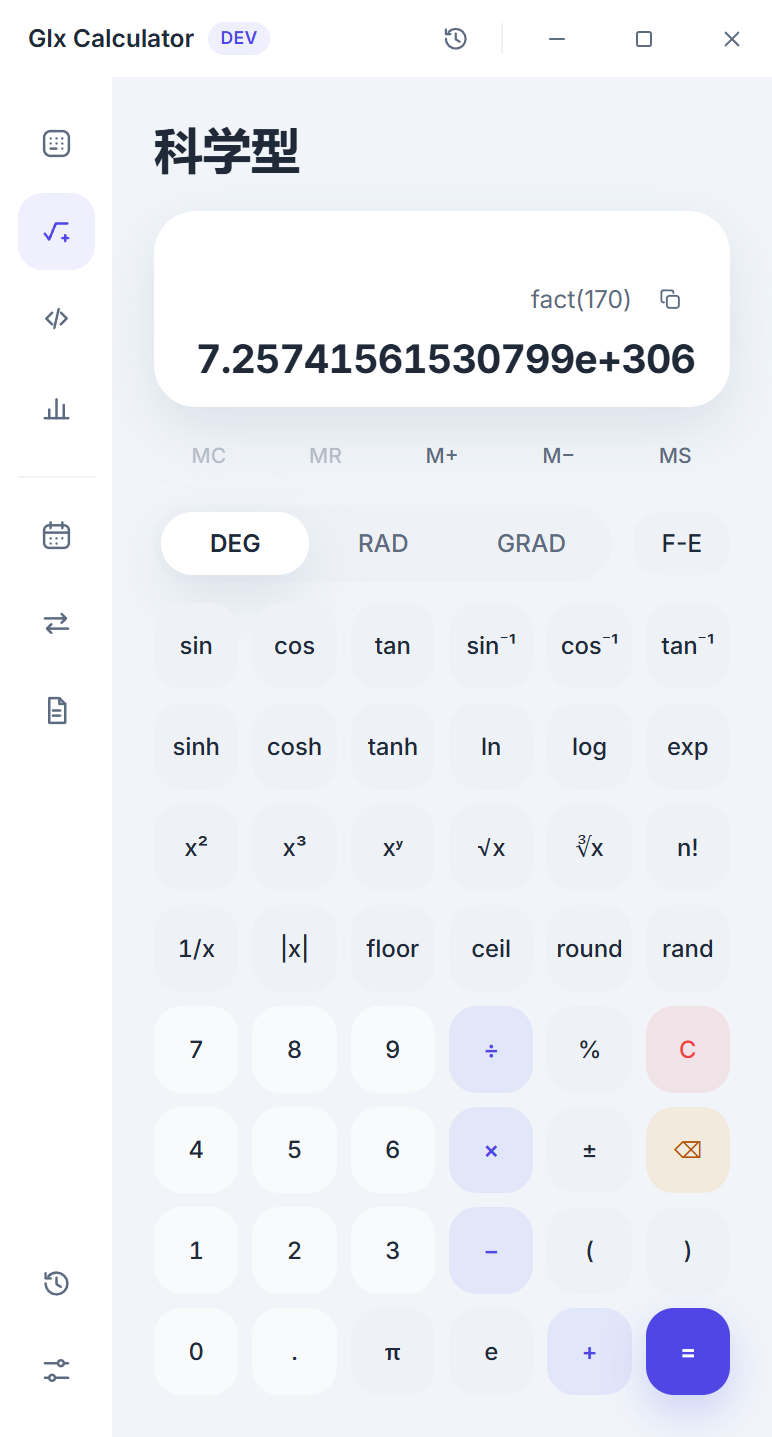 Glx Calculator DEV
科学型
fact(170)
7.25741561530799e+306
MC MR M+ M− MS
DEG RAD GRAD F-E
sin cos tan sin⁻¹ cos⁻¹ tan⁻¹
sinh cosh tanh ln log exp
x² x³ xʸ √x ∛x n!
1/x |x| floor ceil round rand
7 8 9 ÷ % C
4 5 6 × ± ⌫
1 2 3 − ( )
0 . π e + =